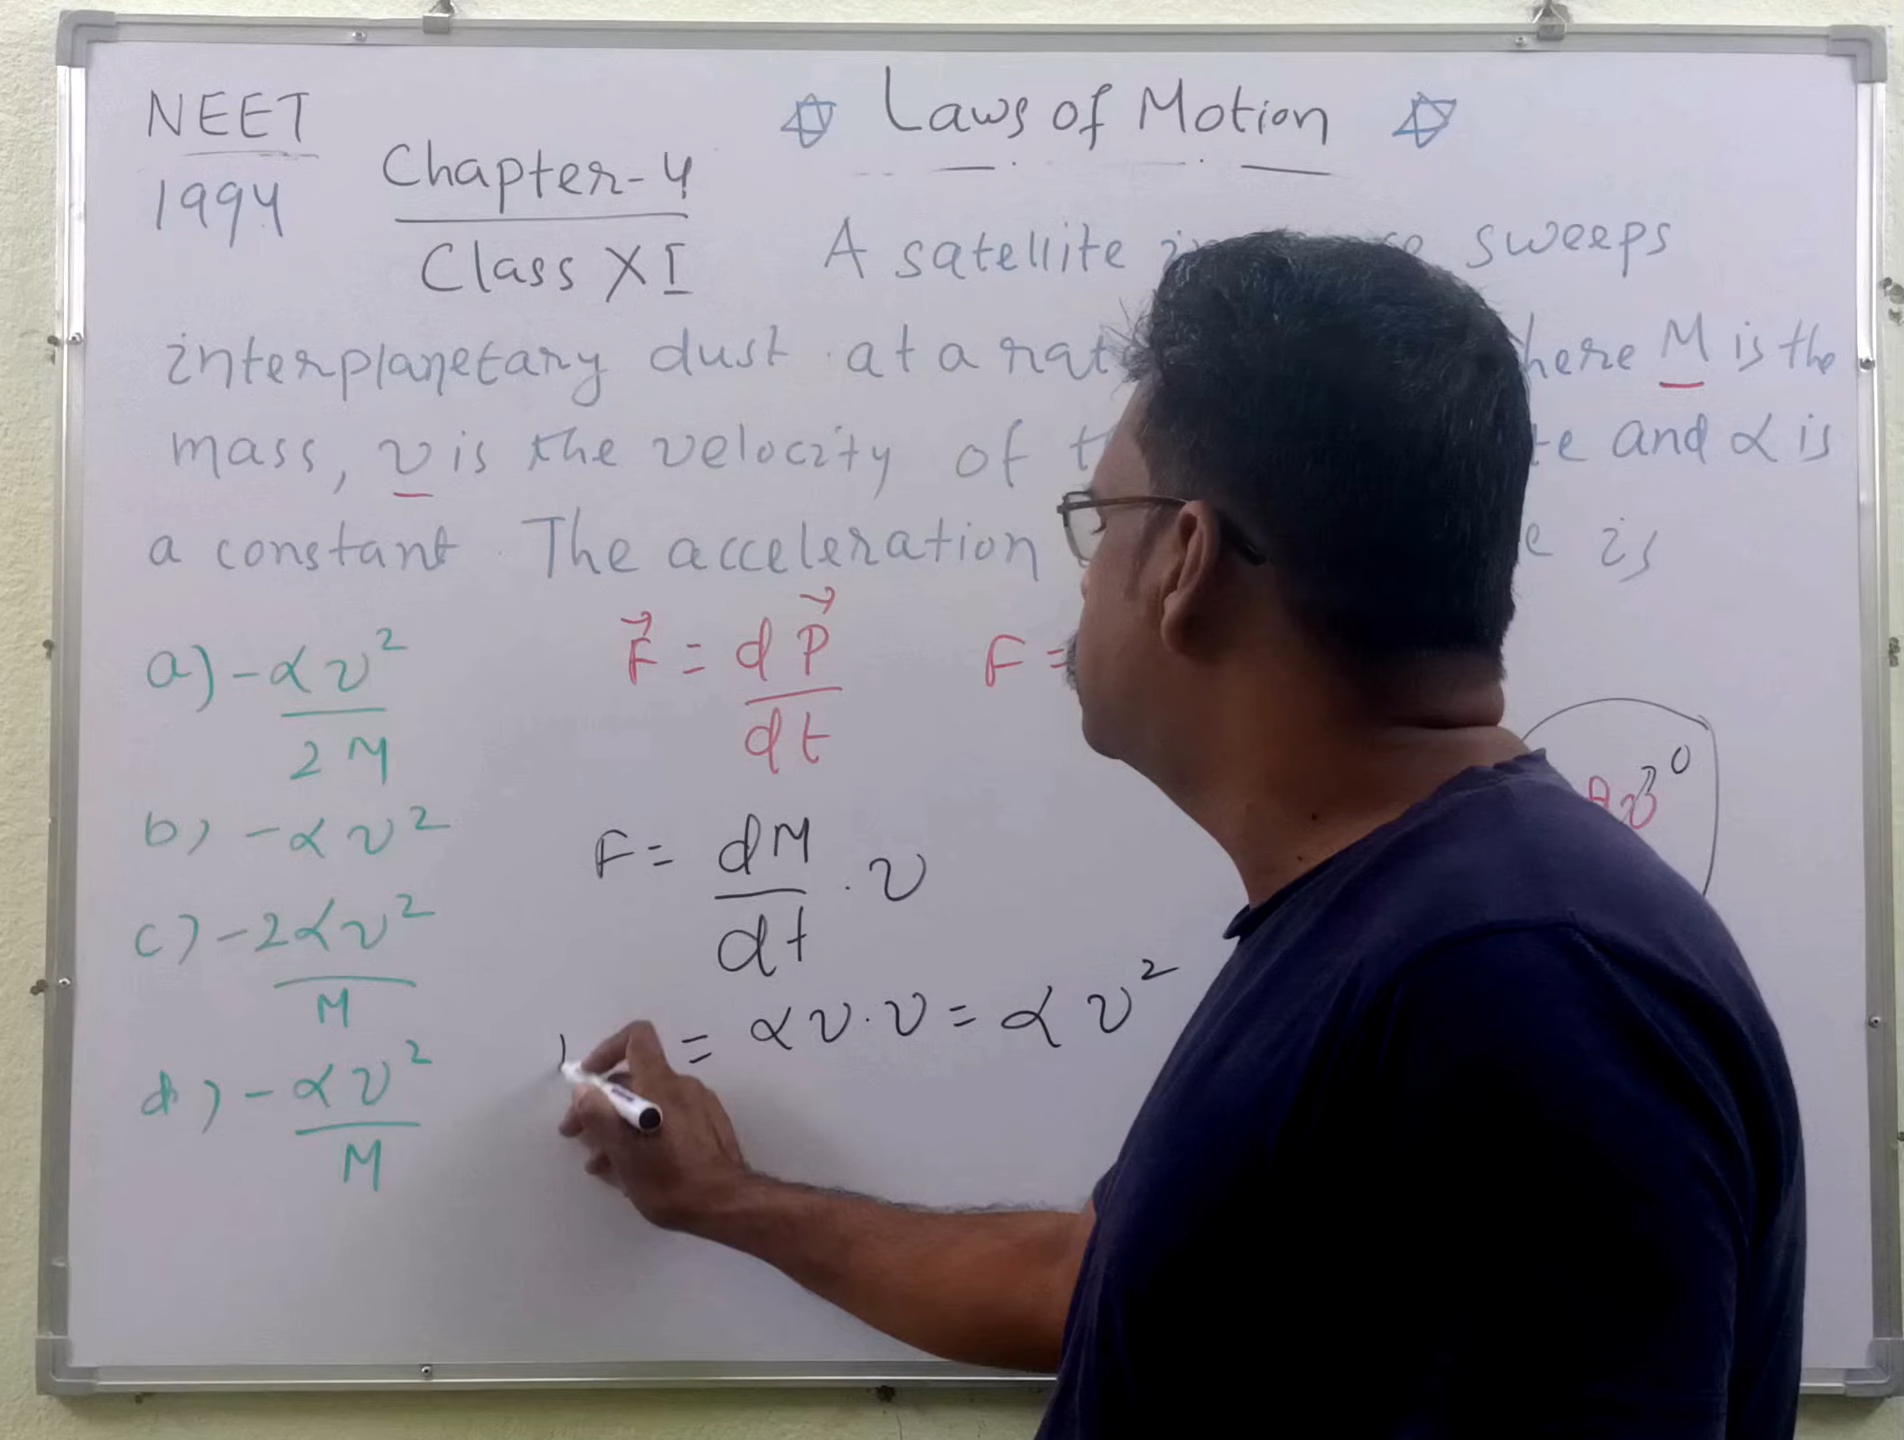 NEET
1994
Chapter-4
Class XI
Laws of Motion
A satellite sweeps
interplanetary dust at a M is the
mass, v is the velocity of and α is
a constant. The acceleration is
a) -αv²
2M
b) -αv²
c) -2αv²
M
d) -αv²
M
F⃗ = dP⃗
dt
F =
F = dM . v
dt
= αv.v = αv²